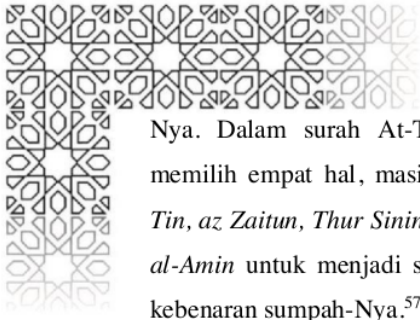 Nya. Dalam surah At-T
memilih empat hal, masi
Tin, az Zaitun, Thur Sinin
al-Amin untuk menjadi s
kebenaran sumpah-Nya.57